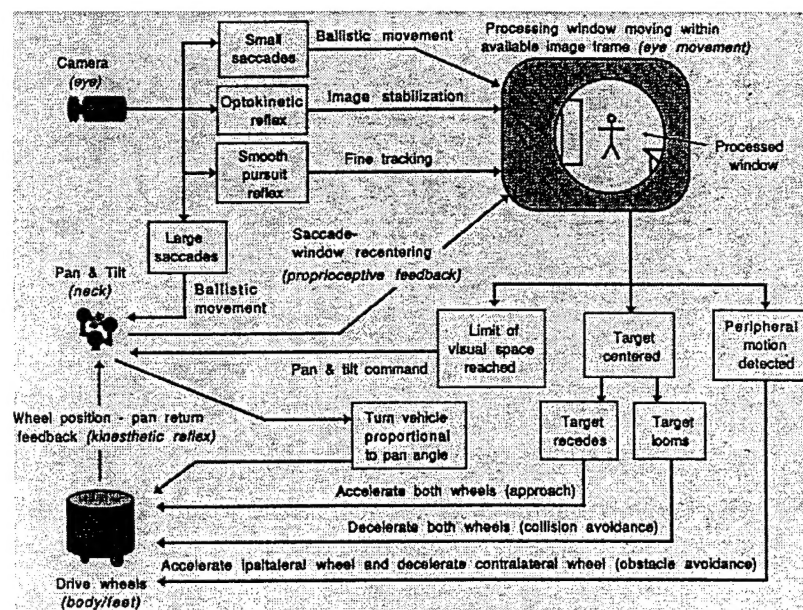 Camera
(eye)
Small
saccades
Ballistic movement
Processing window moving within
available image frame (eye movement)
Optokinetic
reflex
Image stabilization
Smooth
pursuit
reflex
Fine tracking
Processed
window
Large
saccades
Saccade-
window recentering
(proprioceptive feedback)
Pan & Tilt
(neck)
Ballistic
movement
Limit of
visual space
reached
Target
centered
Peripheral
motion
detected
Pan & tilt command
Wheel position - pan return
feedback (kinesthetic reflex)
Turn vehicle
proportional
to pan angle
Target
recedes
Target
looms
Accelerate both wheels (approach)
Decelerate both wheels (collision avoidance)
Accelerate ipsltaleral wheel and decelerate contralateral wheel (obstacle avoidance)
Drive wheels
(body/feet)